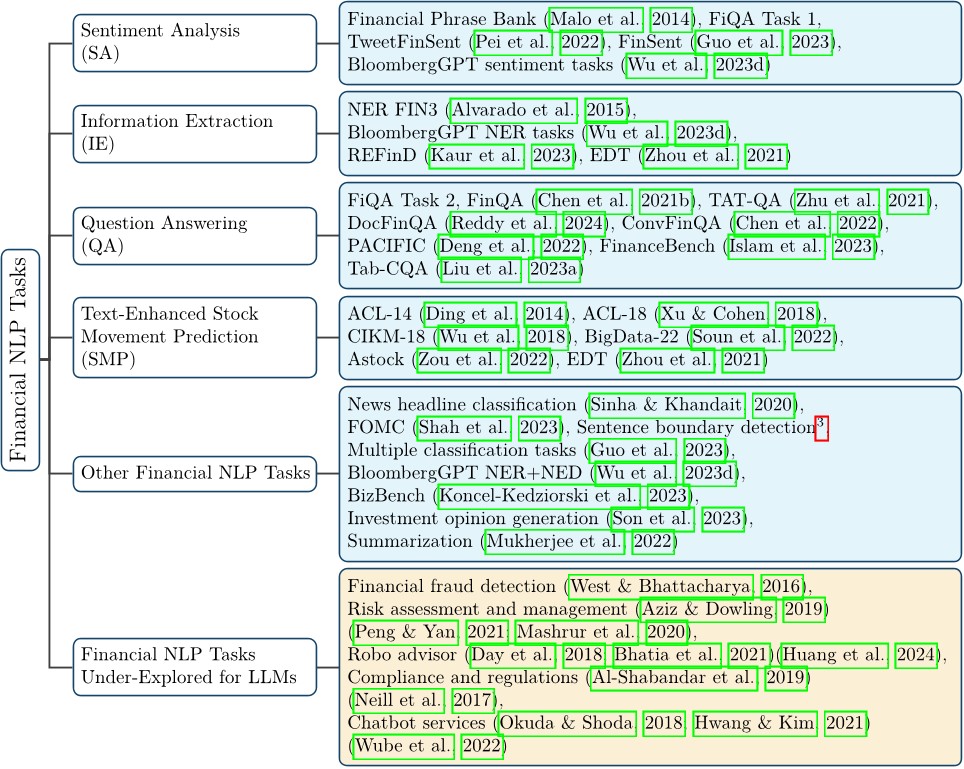 Financial NLP Tasks
Sentiment Analysis
(SA)
Financial Phrase Bank (Malo et al., 2014), FiQA Task 1,
TweetFinSent (Pei et al., 2022), FinSent (Guo et al., 2023),
BloombergGPT sentiment tasks (Wu et al., 2023d)
Information Extraction
(IE)
NER FIN3 (Alvarado et al., 2015),
BloombergGPT NER tasks (Wu et al., 2023d),
REFinD (Kaur et al., 2023), EDT (Zhou et al., 2021)
Question Answering
(QA)
FiQA Task 2, FinQA (Chen et al., 2021b), TAT-QA (Zhu et al., 2021),
DocFinQA (Reddy et al., 2024), ConvFinQA (Chen et al., 2022),
PACIFIC (Deng et al., 2022), FinanceBench (Islam et al., 2023),
Tab-CQA (Liu et al., 2023a)
Text-Enhanced Stock
Movement Prediction
(SMP)
ACL-14 (Ding et al., 2014), ACL-18 (Xu & Cohen, 2018),
CIKM-18 (Wu et al., 2018), BigData-22 (Soun et al., 2022),
Astock (Zou et al., 2022), EDT (Zhou et al., 2021)
Other Financial NLP Tasks
News headline classification (Sinha & Khandait, 2020),
FOMC (Shah et al., 2023), Sentence boundary detection3,
Multiple classification tasks (Guo et al., 2023),
BloombergGPT NER+NED (Wu et al., 2023d),
BizBench (Koncel-Kedziorski et al., 2023),
Investment opinion generation (Son et al., 2023),
Summarization (Mukherjee et al., 2022)
Financial NLP Tasks
Under-Explored for LLMs
Financial fraud detection (West & Bhattacharya, 2016),
Risk assessment and management (Aziz & Dowling, 2019)
(Peng & Yan, 2021; Mashrur et al., 2020),
Robo advisor (Day et al., 2018; Bhatia et al., 2021)(Huang et al., 2024),
Compliance and regulations (Al-Shabandar et al., 2019)
(Neill et al., 2017),
Chatbot services (Okuda & Shoda, 2018; Hwang & Kim, 2021)
(Wube et al., 2022)